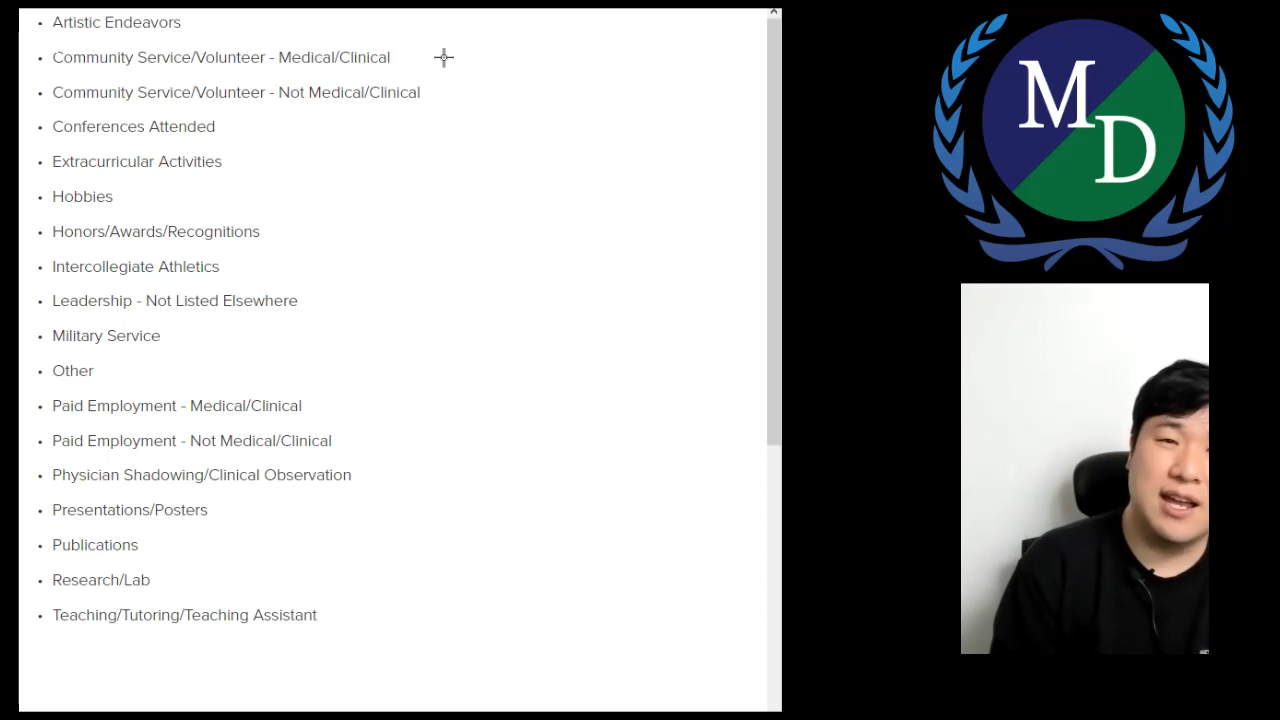 Artistic Endeavors
Community Service/Volunteer - Medical/Clinical
Community Service/Volunteer - Not Medical/Clinical
Conferences Attended
Extracurricular Activities
Hobbies
Honors/Awards/Recognitions
Intercollegiate Athletics
Leadership - Not Listed Elsewhere
Military Service
Other
Paid Employment - Medical/Clinical
Paid Employment - Not Medical/Clinical
Physician Shadowing/Clinical Observation
Presentations/Posters
Publications
Research/Lab
Teaching/Tutoring/Teaching Assistant
MD